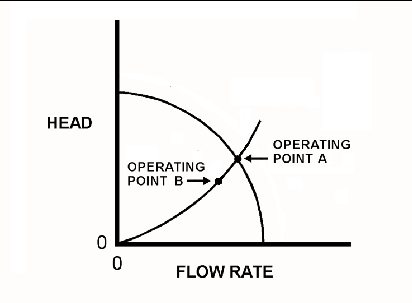 HEAD
OPERATING
POINT A
OPERATING
POINT B
0
0
FLOW RATE